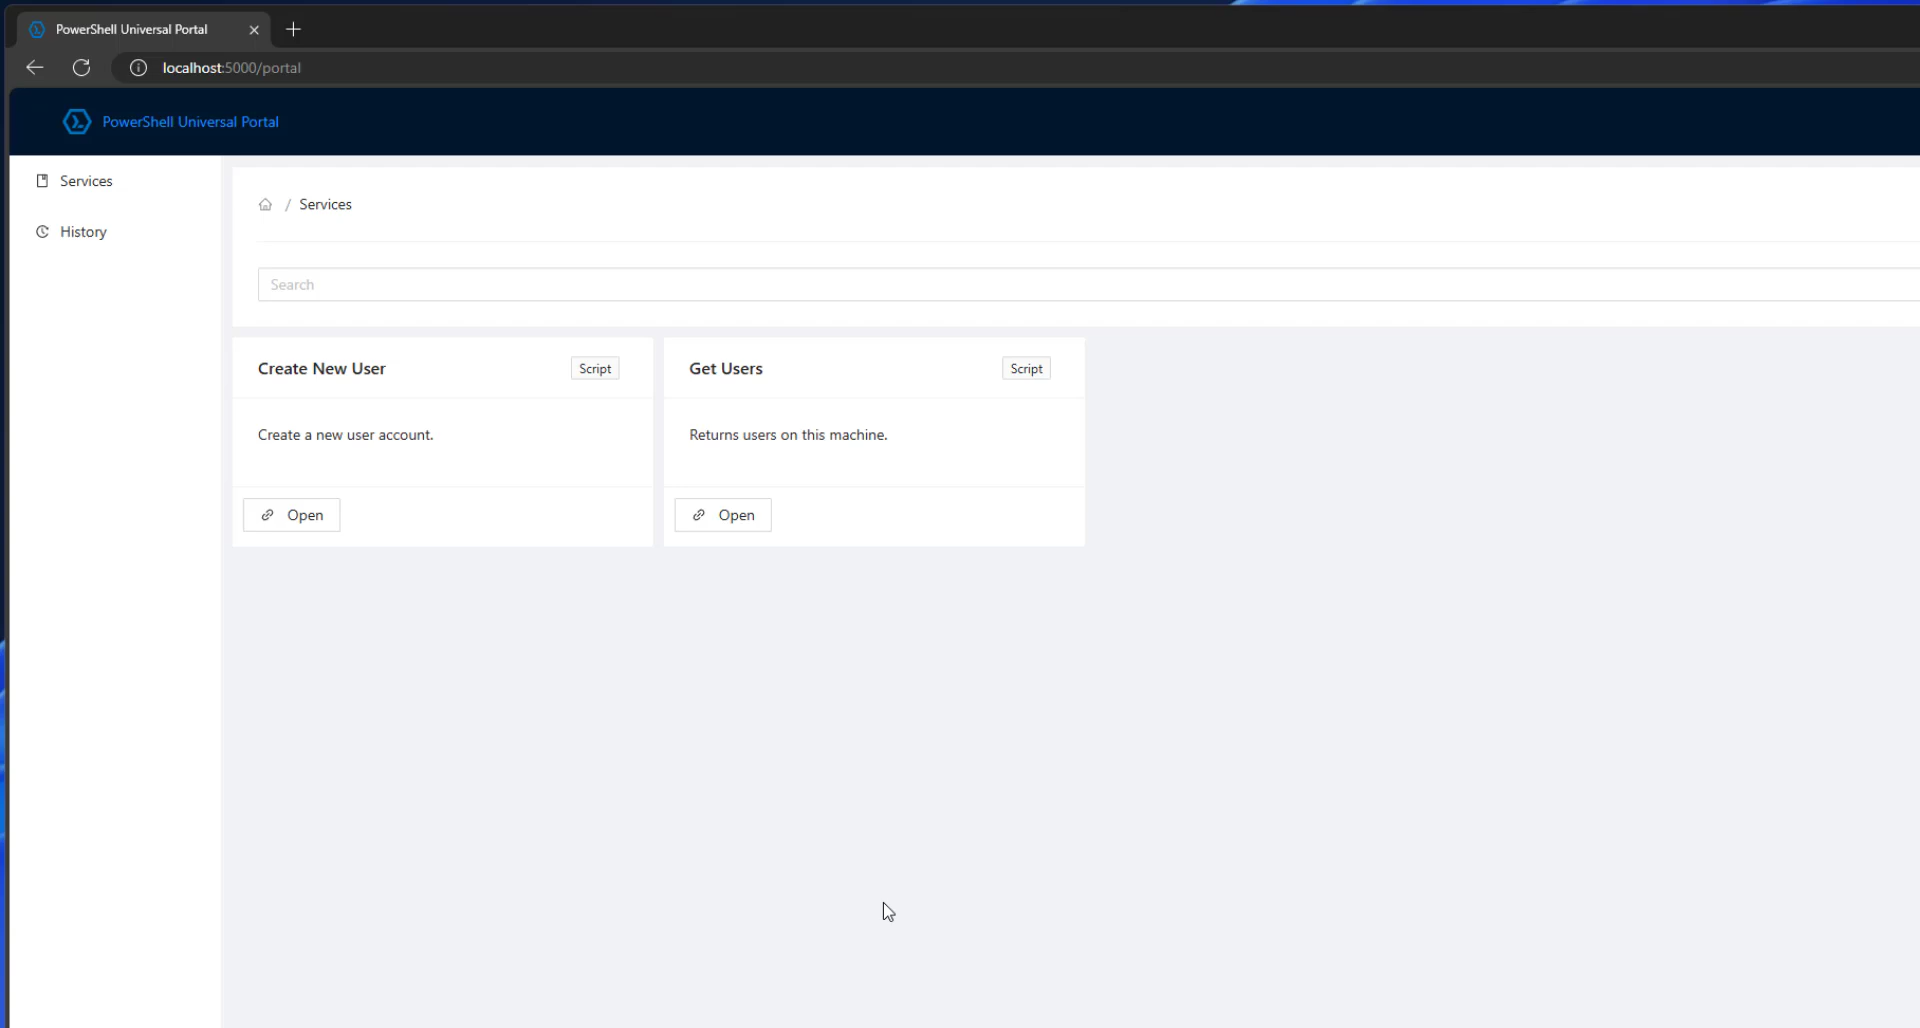 PowerShell Universal Portal
localhost:5000/portal
PowerShell Universal Portal
Services
History
/ Services
Search
Create New User
Script
Create a new user account.
Open
Get Users
Script
Returns users on this machine.
Open